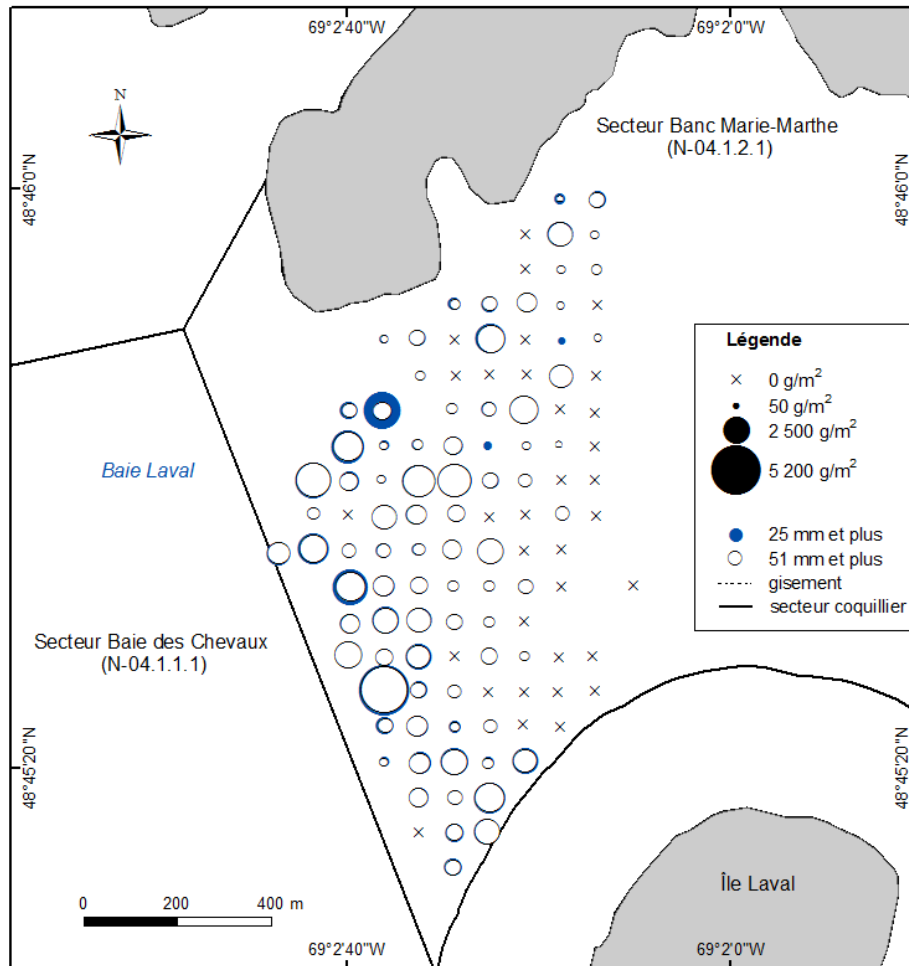 69°2'40"W
69°2'0"W
N
Secteur Banc Marie-Marthe
(N-04.1.2.1)
48°46'0"N
48°46'0"N
Légende
0 g/m²
50 g/m²
2 500 g/m²
5 200 g/m²
25 mm et plus
51 mm et plus
gisement
secteur coquillier
Baie Laval
Secteur Baie des Chevaux
(N-04.1.1.1)
48°45'20"N
48°45'20"N
Île Laval
0 200 400 m
69°2'40"W
69°2'0"W